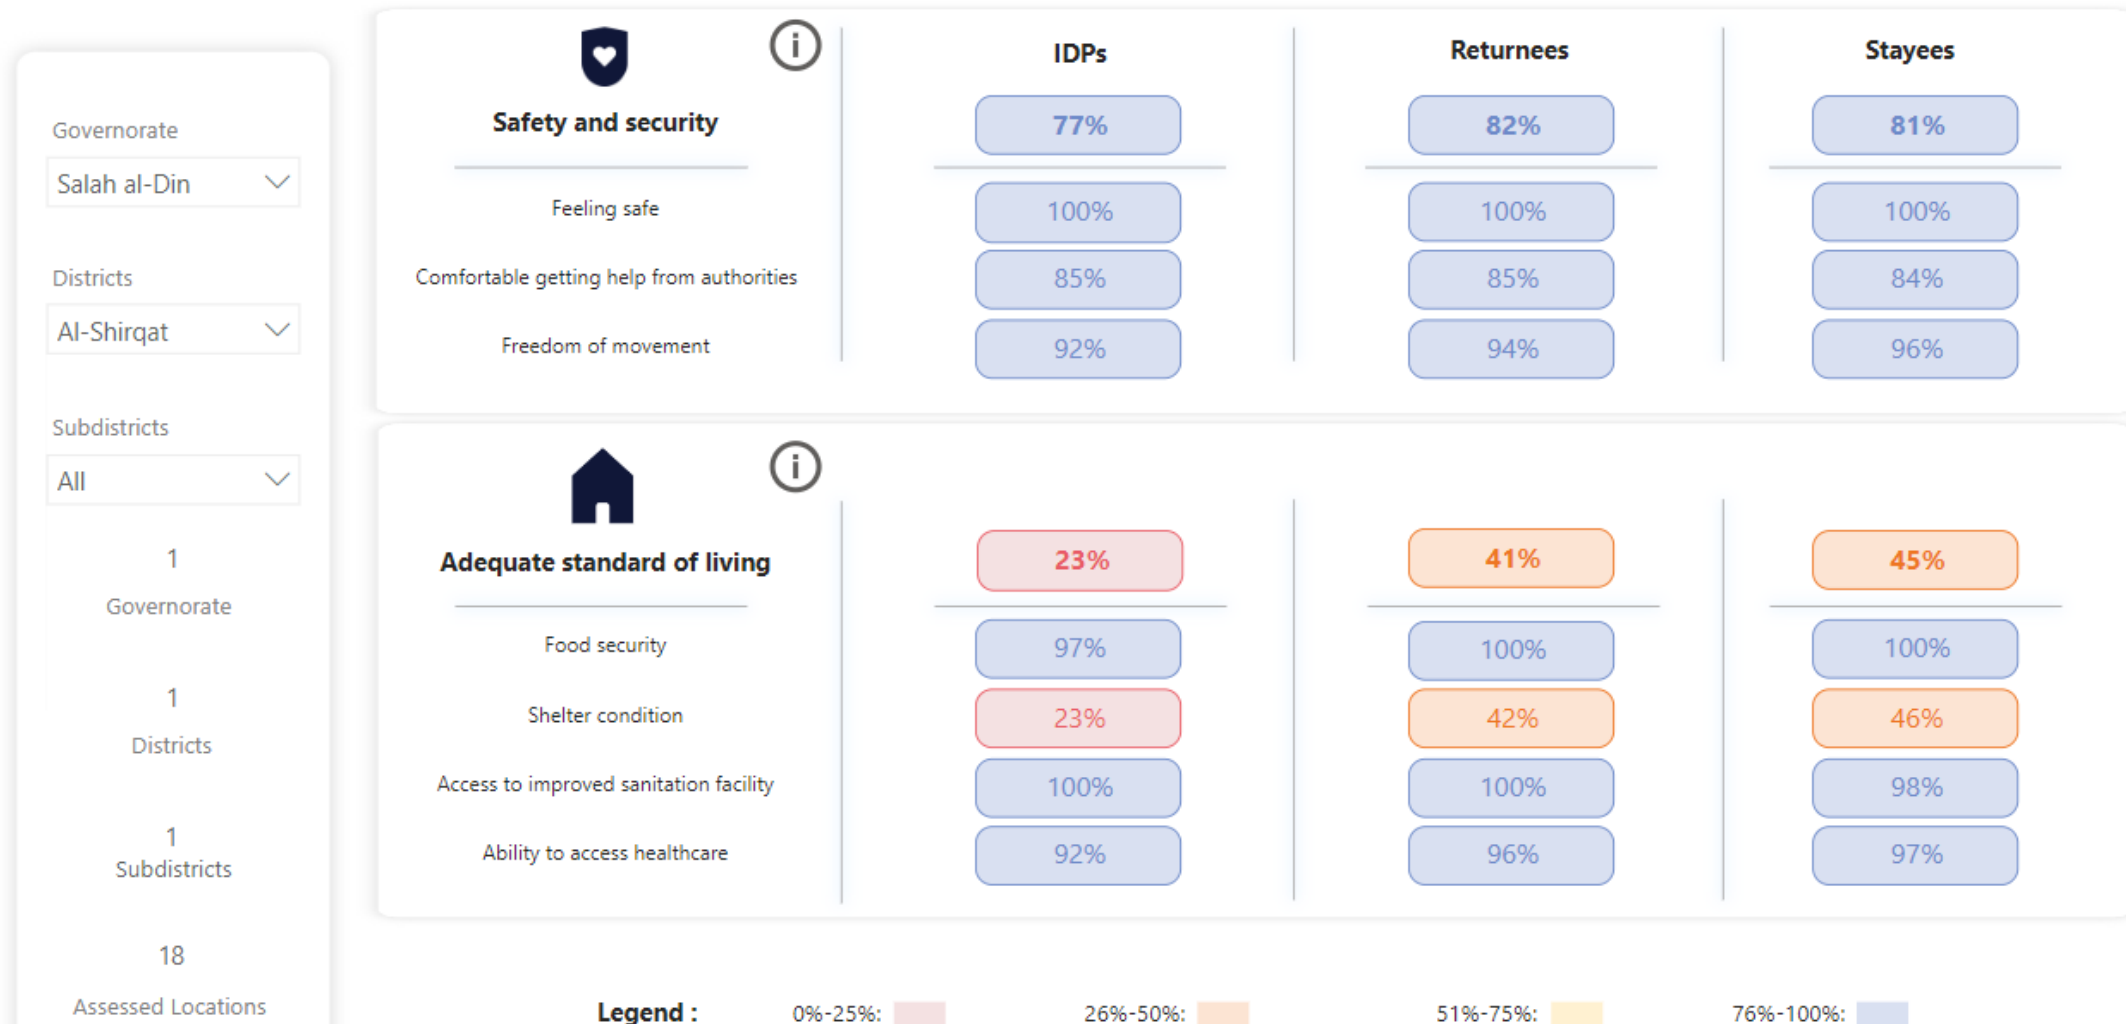 Governorate
Salah al-Din
Districts
Al-Shirqat
Subdistricts
All
1
Governorate
1
Districts
1
Subdistricts
18
Assessed Locations
i
IDPs Returnees Stayees
Safety and security 77% 82% 81%
Feeling safe 100% 100% 100%
Comfortable getting help from authorities 85% 85% 84%
Freedom of movement 92% 94% 96%
i
Adequate standard of living 23% 41% 45%
Food security 97% 100% 100%
Shelter condition 23% 42% 46%
Access to improved sanitation facility 100% 100% 98%
Ability to access healthcare 92% 96% 97%
Legend : 0%-25%: 26%-50%: 51%-75%: 76%-100%: